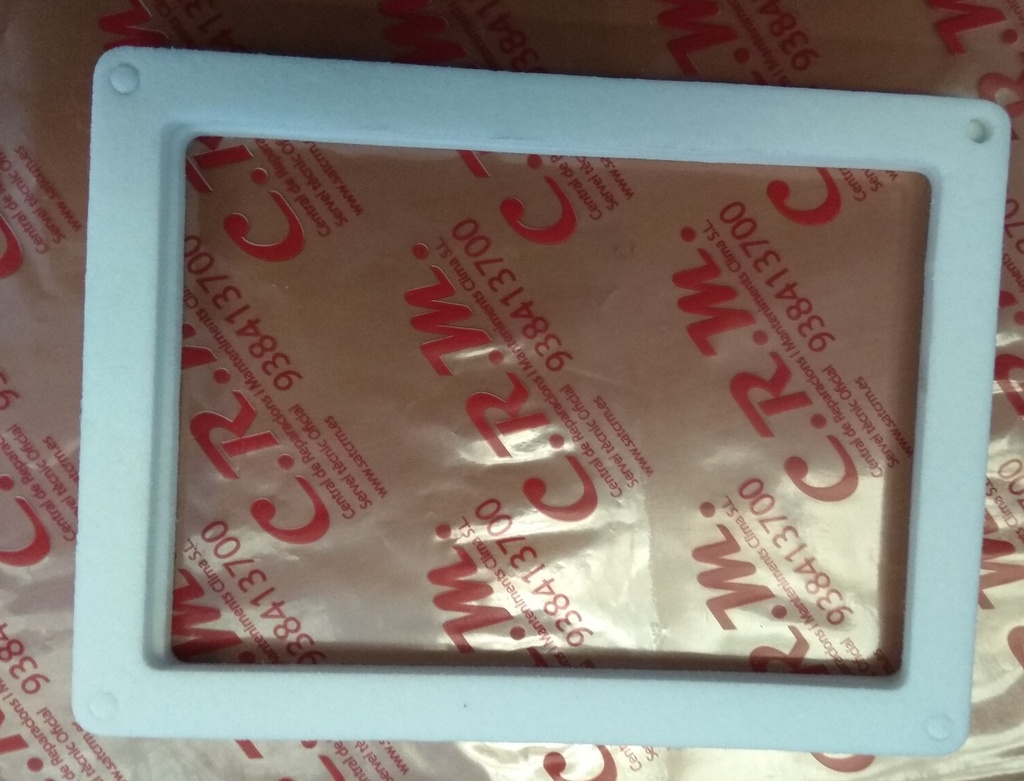 C.R.M.
938413700
Central de Reparacions i Manteniments Clima S.L.
Servei tècnic Oficial
www.satcrm.es